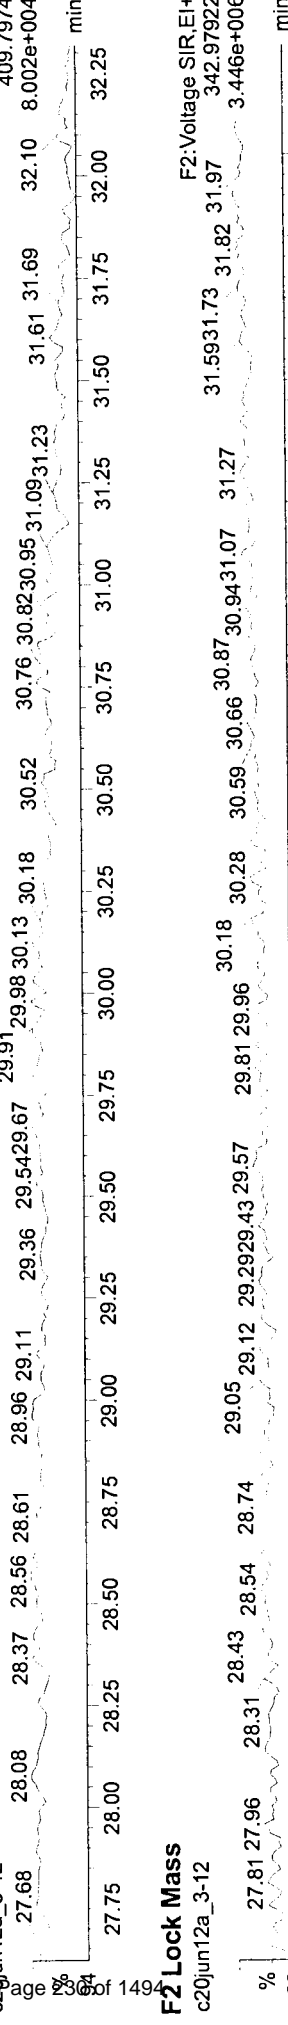 409.7974
8.002e+004
27.68 28.08 28.37 28.56 28.61 28.96 29.11 29.36 29.54 29.67 29.91 29.98 30.13 30.18 30.52 30.76 30.82 30.95 31.09 31.23 31.61 31.69 32.10
%
min
27.75 28.00 28.25 28.50 28.75 29.00 29.25 29.50 29.75 30.00 30.25 30.50 30.75 31.00 31.25 31.50 31.75 32.00 32.25
Page 230 of 1494
F2 Lock Mass
c20jun12a_3-12
F2:Voltage SIR,EI+
342.97922
3.446e+006
27.81 27.96 28.31 28.43 28.54 28.74 29.05 29.12 29.29 29.43 29.57 29.81 29.96 30.18 30.28 30.59 30.66 30.87 30.94 31.07 31.27 31.59 31.73 31.82 31.97
%
min